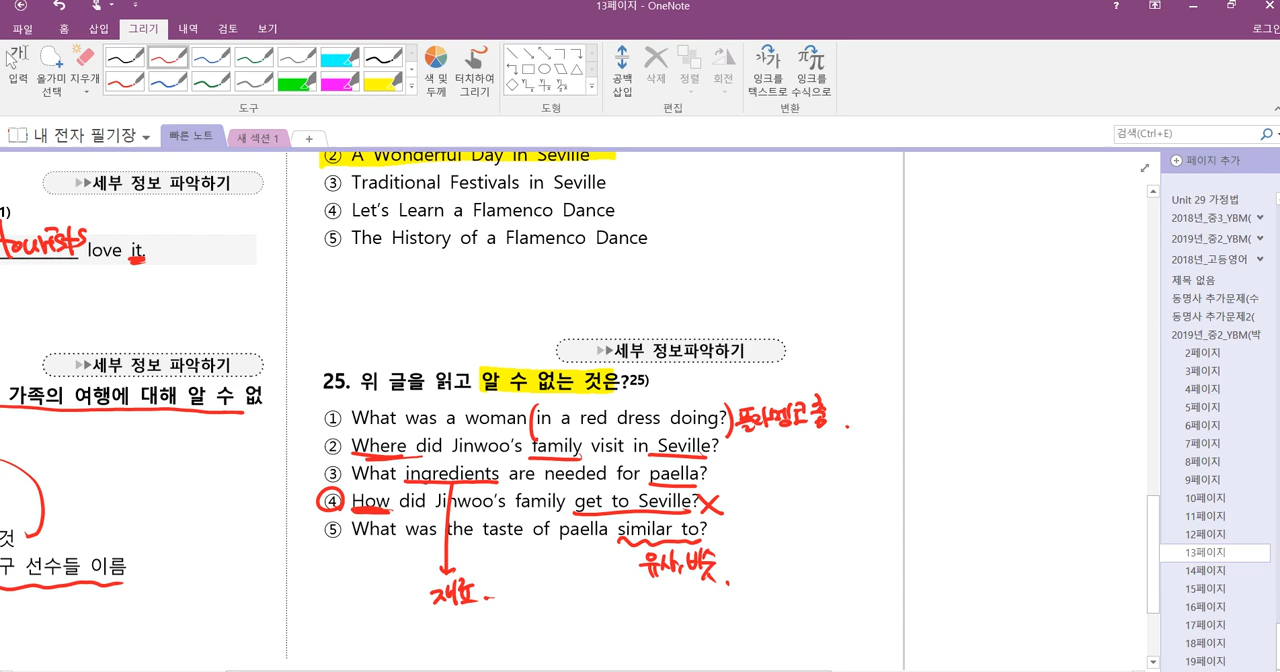 13페이지 - OneNote
파일 홈 삽입 그리기 내역 검토 보기
로그인
입력
올가미 선택
지우개
색 및 두께
터치하여 그리기
공백 삽입
삭제
정렬
회전
잉크를 텍스트로
잉크를 수식으로
도구
도형
편집
변환
내 전자 필기장
빠른 노트
새 섹션 1
+
검색(Ctrl+E)
페이지 추가
▶▶세부 정보 파악하기
1)
tourists love it.
▶▶세부 정보 파악하기
가족의 여행에 대해 알 수 없
것
구 선수들 이름
② A Wonderful Day in Seville
③ Traditional Festivals in Seville
④ Let's Learn a Flamenco Dance
⑤ The History of a Flamenco Dance
▶▶세부 정보파악하기
25. 위 글을 읽고 알 수 없는 것은?25)
① What was a woman (in a red dress doing?) 플라멩고 춤.
② Where did Jinwoo's family visit in Seville?
③ What ingredients are needed for paella?
④ How did Jinwoo's family get to Seville? X
⑤ What was the taste of paella similar to?
유사, 비슷.
재료.
Unit 29 가정법
2018년_중3_YBM(
2019년_중2_YBM(
2018년_고등영어
제목 없음
동명사 추가문제(수
동명사 추가문제2(
2019년_중2_YBM(박
2페이지
3페이지
4페이지
5페이지
6페이지
7페이지
8페이지
9페이지
10페이지
11페이지
12페이지
13페이지
14페이지
15페이지
16페이지
17페이지
18페이지
19페이지